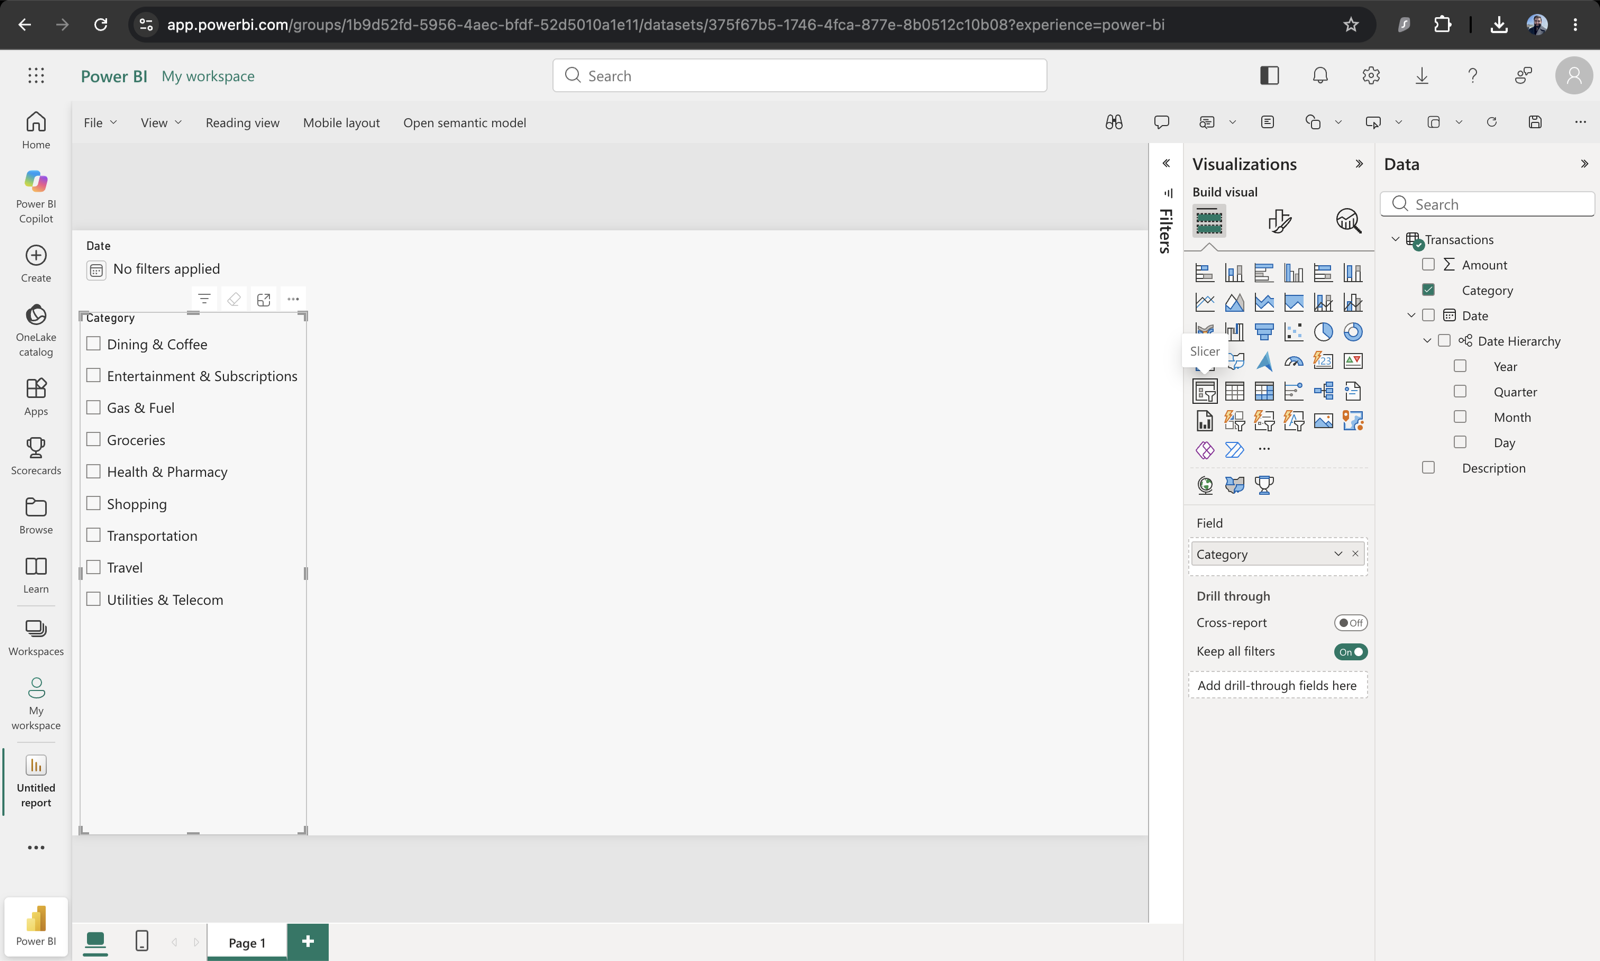 app.powerbi.com/groups/1b9d52fd-5956-4aec-bfdf-52d5010a1e11/datasets/375f67b5-1746-4fca-877e-8b0512c10b08?experience=power-bi
Power BI My workspace
Search
File View Reading view Mobile layout Open semantic model
Home
Power BI
Copilot
Create
OneLake
catalog
Apps
Scorecards
Browse
Learn
Workspaces
My
workspace
Untitled
report
Power BI
Date
No filters applied
Category
Dining & Coffee
Entertainment & Subscriptions
Gas & Fuel
Groceries
Health & Pharmacy
Shopping
Transportation
Travel
Utilities & Telecom
Page 1
Filters
Visualizations
Build visual
Slicer
123
Field
Category
Drill through
Cross-report
Off
Keep all filters
On
Add drill-through fields here
Data
Search
Transactions
Amount
Category
Date
Date Hierarchy
Year
Quarter
Month
Day
Description